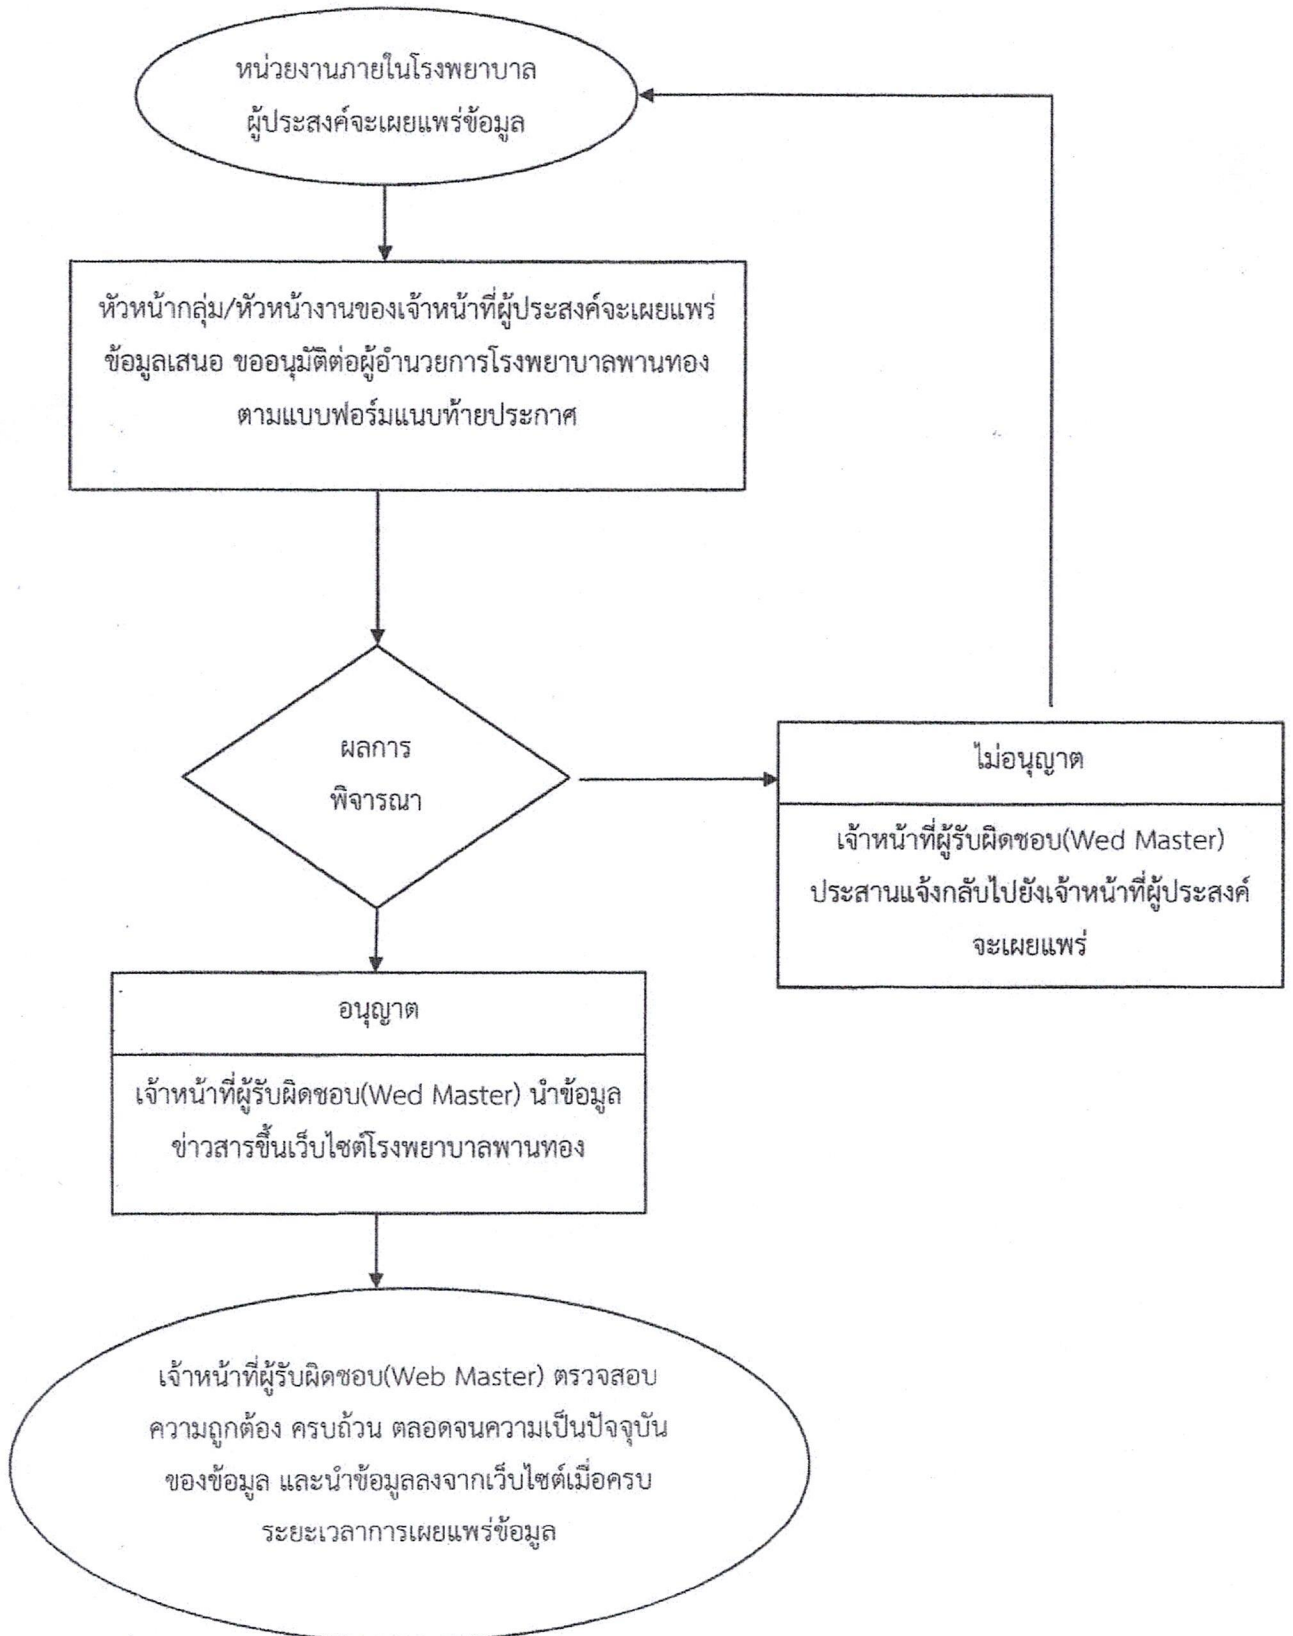 หน่วยงานภายในโรงพยาบาล
ผู้ประสงค์จะเผยแพร่ข้อมูล
หัวหน้ากลุ่ม/หัวหน้างานของเจ้าหน้าที่ผู้ประสงค์จะเผยแพร่
ข้อมูลเสนอ ขออนุมัติต่อผู้อำนวยการโรงพยาบาลพานทอง
ตามแบบฟอร์มแนบท้ายประกาศ
ผลการ
พิจารณา
ไม่อนุญาต
เจ้าหน้าที่ผู้รับผิดชอบ(Wed Master)
ประสานแจ้งกลับไปยังเจ้าหน้าที่ผู้ประสงค์
จะเผยแพร่
อนุญาต
เจ้าหน้าที่ผู้รับผิดชอบ(Wed Master) นำข้อมูล
ข่าวสารขึ้นเว็บไซต์โรงพยาบาลพานทอง
เจ้าหน้าที่ผู้รับผิดชอบ(Web Master) ตรวจสอบ
ความถูกต้อง ครบถ้วน ตลอดจนความเป็นปัจจุบัน
ของข้อมูล และนำข้อมูลลงจากเว็บไซต์เมื่อครบ
ระยะเวลาการเผยแพร่ข้อมูล